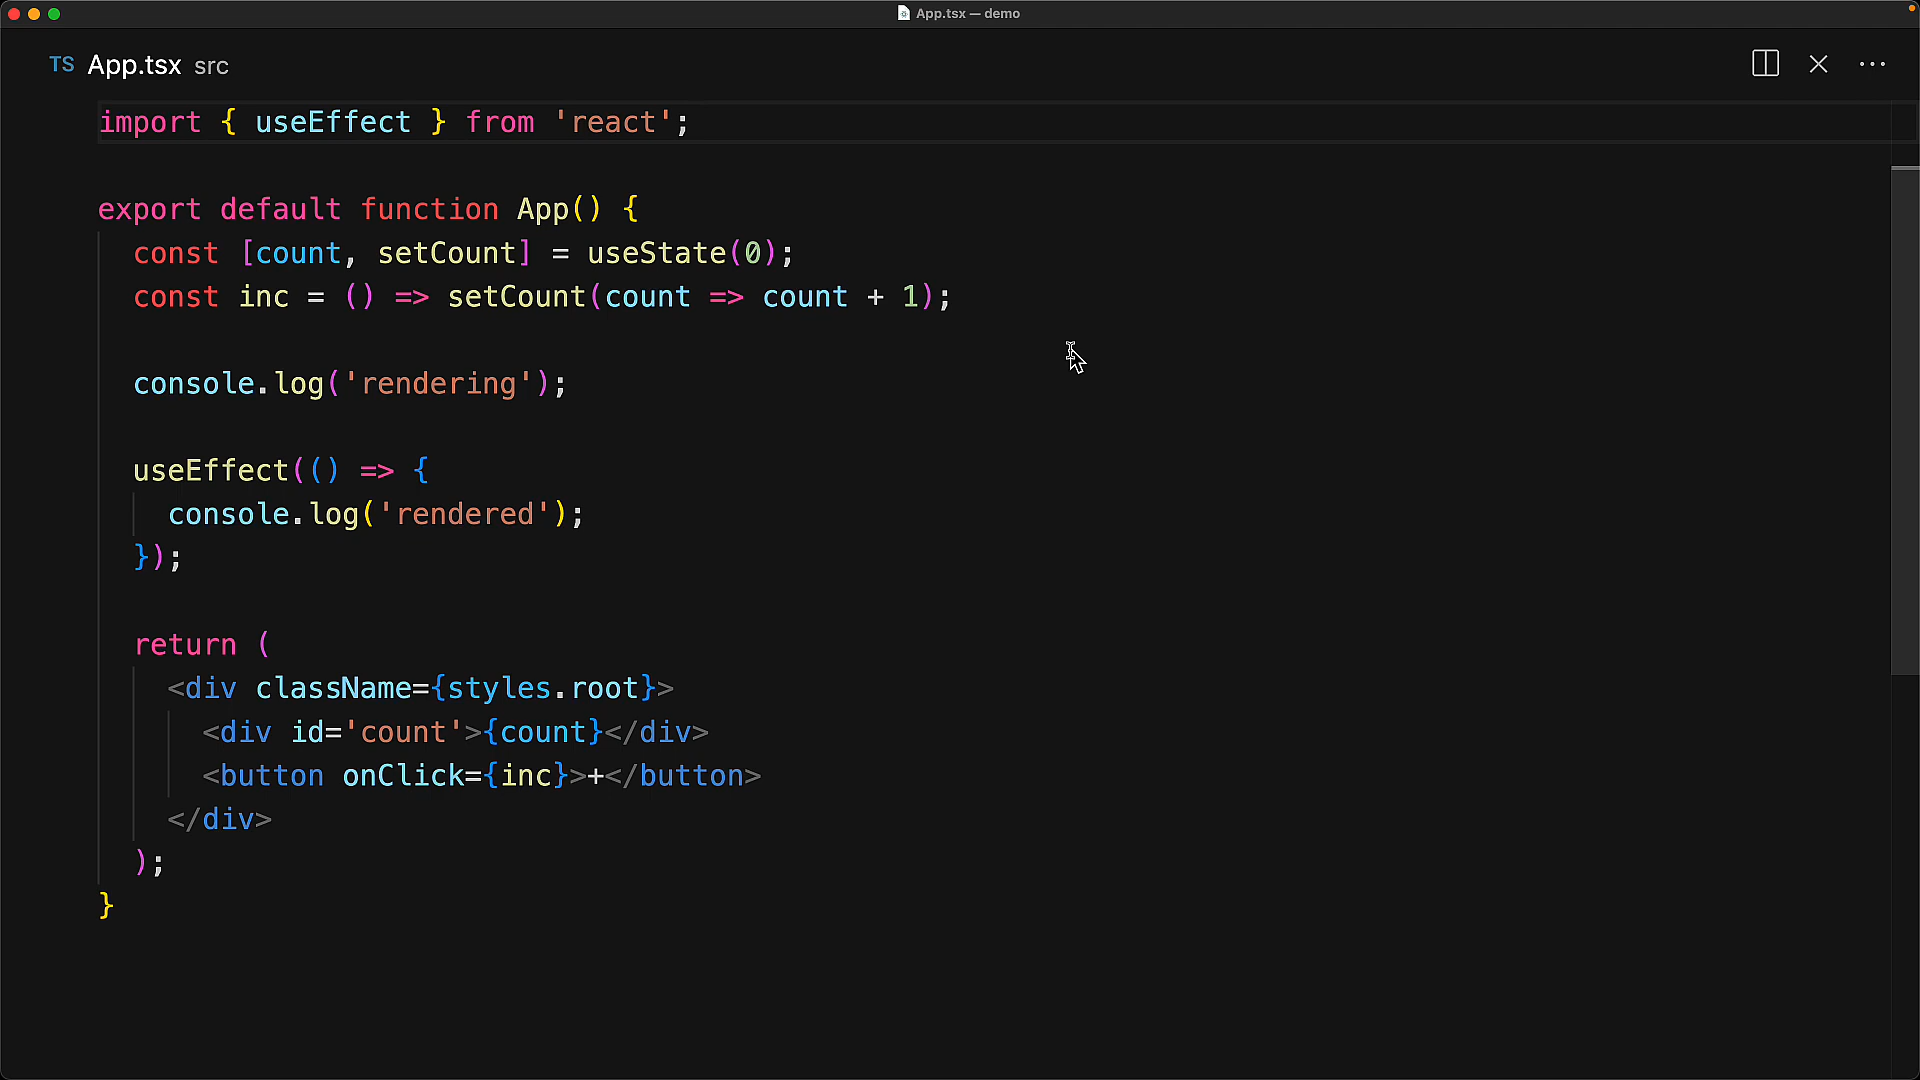 App.tsx — demo
TS App.tsx src
import { useEffect } from 'react';
export default function App() {
const [count, setCount] = useState(0);
const inc = () => setCount(count => count + 1);
console.log('rendering');
useEffect(() => {
console.log('rendered');
});
return (
<div className={styles.root}>
<div id='count'>{count}</div>
<button onClick={inc}>+</button>
</div>
);
}